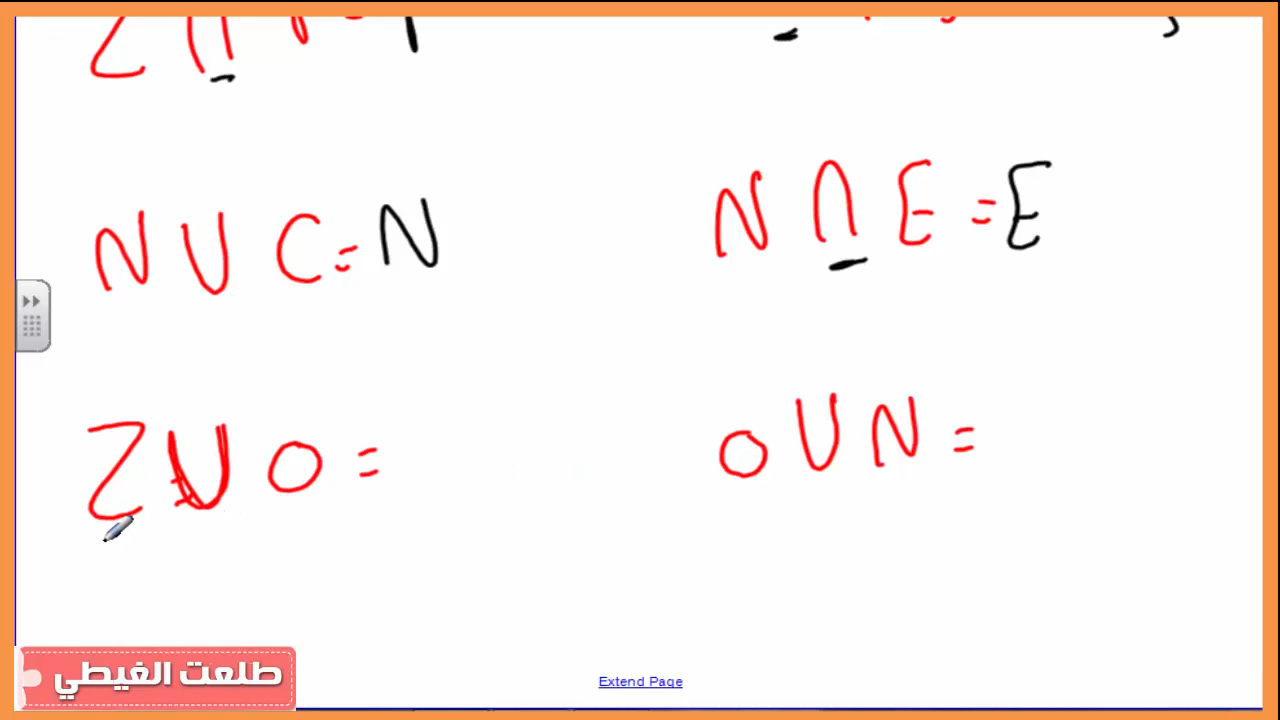 N U C = N
N ∩ E = E
Z U O =
O U N =
طلعت الغيطي
Extend Page